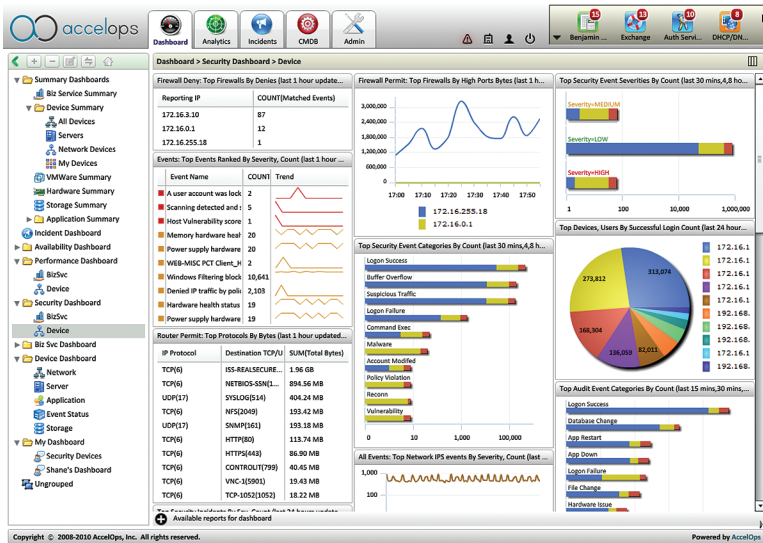 accelops
Dashboard
Analytics
Incidents
CMDB
Admin
15
Benjamin ...
13
Exchange
10
Auth Servi...
8
DHCP/DN...
Dashboard > Security Dashboard > Device
Summary Dashboards
Biz Service Summary
Device Summary
All Devices
Servers
Network Devices
My Devices
VMWare Summary
Hardware Summary
Storage Summary
Application Summary
Incident Dashboard
Availability Dashboard
Performance Dashboard
BizSvc
Device
Security Dashboard
BizSvc
Device
Biz Svc Dashboard
Device Dashboard
Network
Server
Application
Event Status
Storage
My Dashboard
Security Devices
Shane's Dashboard
Ungrouped
Firewall Deny: Top Firewalls By Denies (last 1 hour update...
Reporting IP COUNT(Matched Events)
172.16.3.10 87
172.16.0.1 12
172.16.255.18 1
Events: Top Events Ranked By Severity, Count (last 1 hour ...
Event Name COUNT Trend
A user account was lock 2
Scanning detected and 5
Host Vulnerability score 1
Memory hardware heal 20
Power supply hardware 20
WEB-MISC PCT Client_H 2
Windows Filtering block 10,641
Denied IP traffic by poli 2,103
Hardware health status 19
Power supply hardware 19
Router Permit: Top Protocols By Bytes (last 1 hour updated...
IP Protocol Destination TCP/U SUM(Total Bytes)
TCP(6) ISS-REALSECURE... 1.96 GB
TCP(6) NETBIOS-SSN(1... 894.56 MB
UDP(17) SYSLOG(514) 404.24 MB
TCP(6) NFS(2049) 193.42 MB
UDP(17) SNMP(161) 193.18 MB
TCP(6) HTTP(80) 113.74 MB
TCP(6) HTTPS(443) 86.90 MB
TCP(6) CONTROLIT(799) 40.45 MB
TCP(6) VNC-1(5901) 19.43 MB
TCP(6) TCP-1052(1052) 18.22 MB
Firewall Permit: Top Firewalls By High Ports Bytes (last 1 h...
3,000,000
2,400,000
1,800,000
1,200,000
600,000
0
17:00 17:10 17:20 17:30 17:40 17:50
172.16.255.18
172.16.0.1
Top Security Event Categories By Count (last 30 mins,4,8 h...
Logon Success
Buffer Overflow
Suspicious Traffic
Logon Failure
Command Exec
Malware
Account Modifed
Policy Violation
Reconn
Vulnerability
0 10 1,000 100,000
All Events: Top Network IPS events By Severity, Count (last ...
1,000
100
Top Security Event Severities By Count (last 30 mins,4,8 ho...
Severity=MEDIUM
Severity=LOW
Severity=HIGH
1 100 10,000 1,000,000
Top Devices, Users By Successful Login Count (last 24 hour...
313,074
273,812
168,304
136,059
82,011
172.16.1
172.16.1
172.16.1
172.16.1
172.16.1
192.168.
192.168.
172.16.1
192.168.
Top Audit Event Categories By Count (last 15 mins,30 mins,...
Logon Success
Database Change
App Restart
App Down
Logon Failure
File Change
Hardware Issue
Available reports for dashboard
Copyright © 2008-2010 AccelOps, Inc. All rights reserved.
Powered by AccelOps